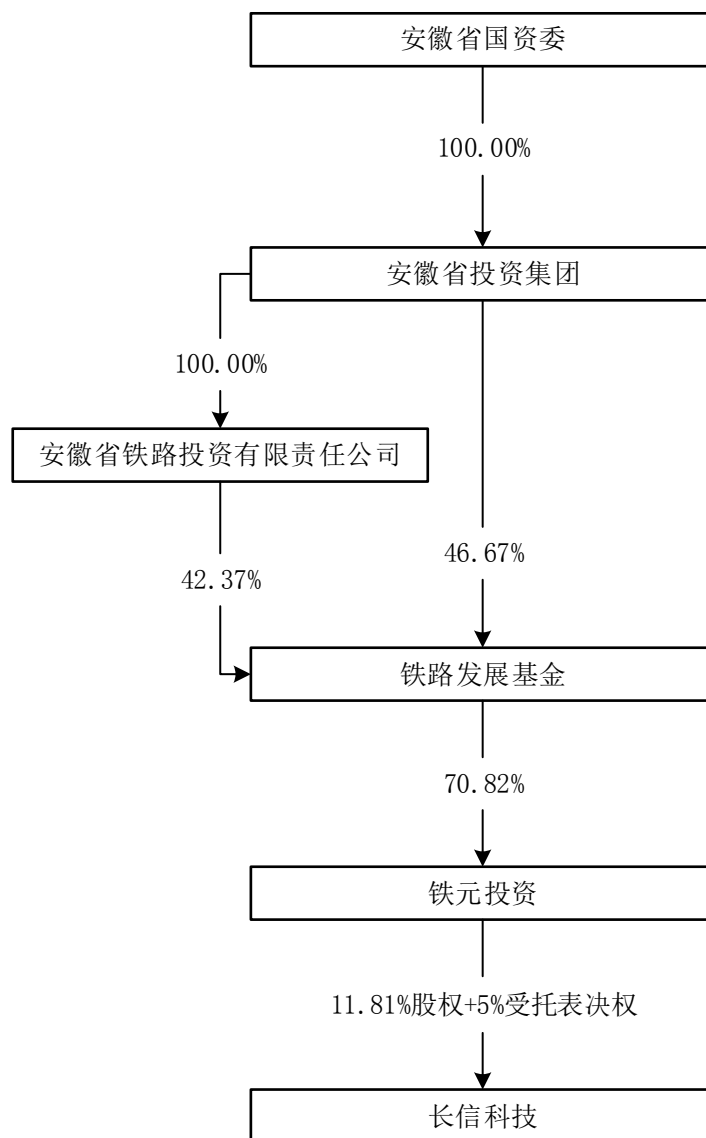 安徽省国资委
100.00%
安徽省投资集团
100.00%
安徽省铁路投资有限责任公司
46.67%
42.37%
铁路发展基金
70.82%
铁元投资
11.81%股权+5%受托表决权
长信科技